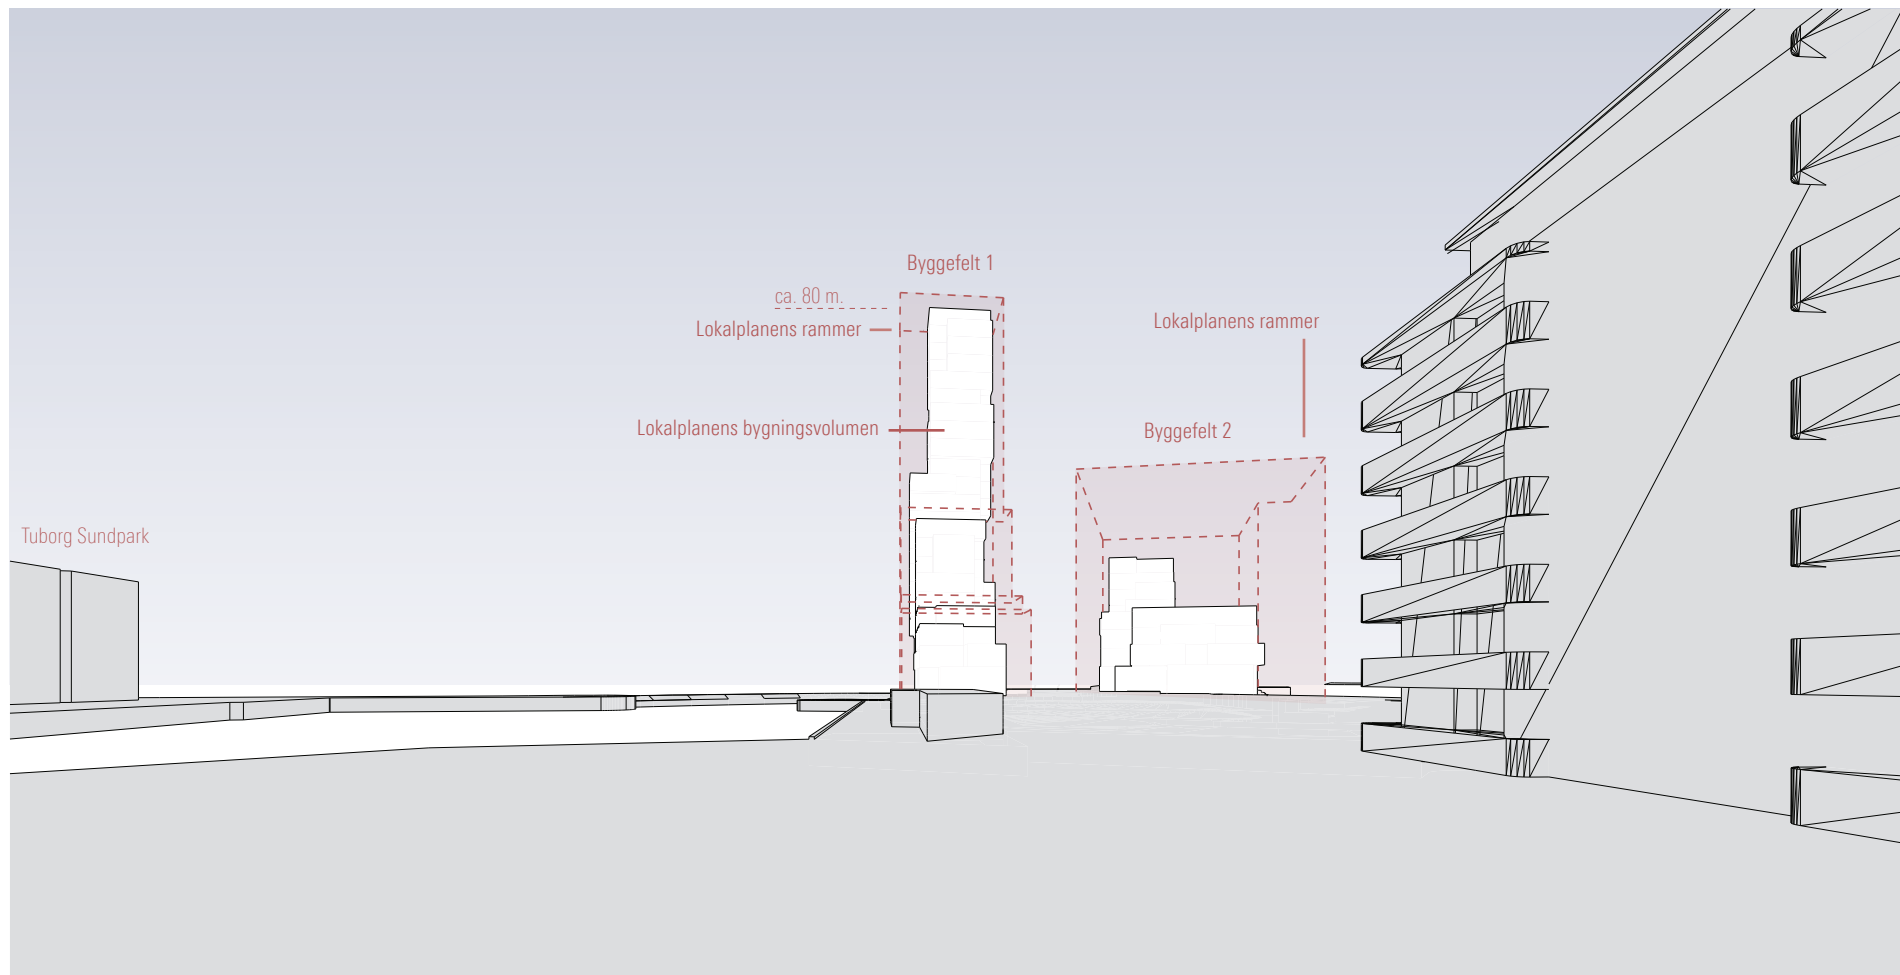 Byggefelt 1
ca. 80 m.
Lokalplanens rammer
Lokalplanens rammer
Lokalplanens bygningsvolumen
Byggefelt 2
Tuborg Sundpark